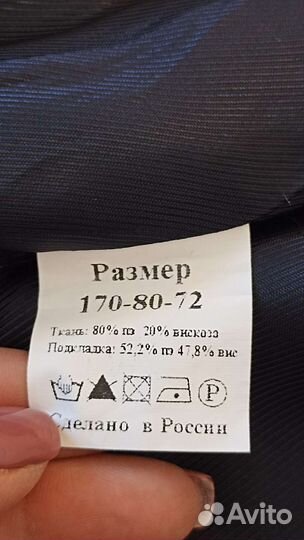 Размер
170-80-72
Ткань: 80% пэ 20% вискоза
Подкладка: 52,2% пэ 47,8% вис
P
Сделано в России
Avito